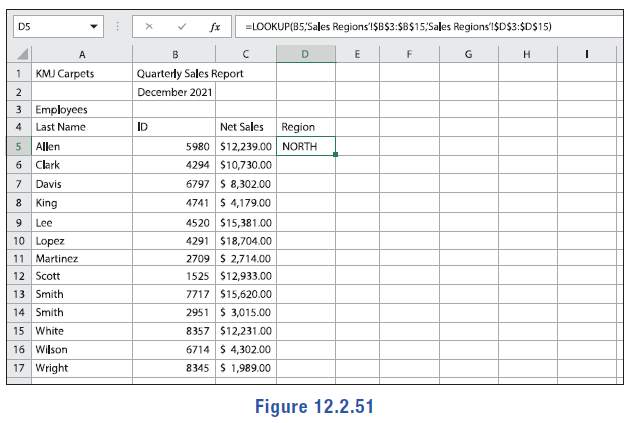 D5 fx =LOOKUP(B5,'Sales Regions'!$B$3:$B$15,'Sales Regions'!$D$3:$D$15)
A B C D E F G H I
1 KMJ Carpets Quarterly Sales Report
2 December 2021
3 Employees
4 Last Name ID Net Sales Region
5 Allen 5980 $12,239.00 NORTH
6 Clark 4294 $10,730.00
7 Davis 6797 $ 8,302.00
8 King 4741 $ 4,179.00
9 Lee 4520 $15,381.00
10 Lopez 4291 $18,704.00
11 Martinez 2709 $ 2,714.00
12 Scott 1525 $12,933.00
13 Smith 7717 $15,620.00
14 Smith 2951 $ 3,015.00
15 White 8357 $12,231.00
16 Wilson 6714 $ 4,302.00
17 Wright 8345 $ 1,989.00
Figure 12.2.51